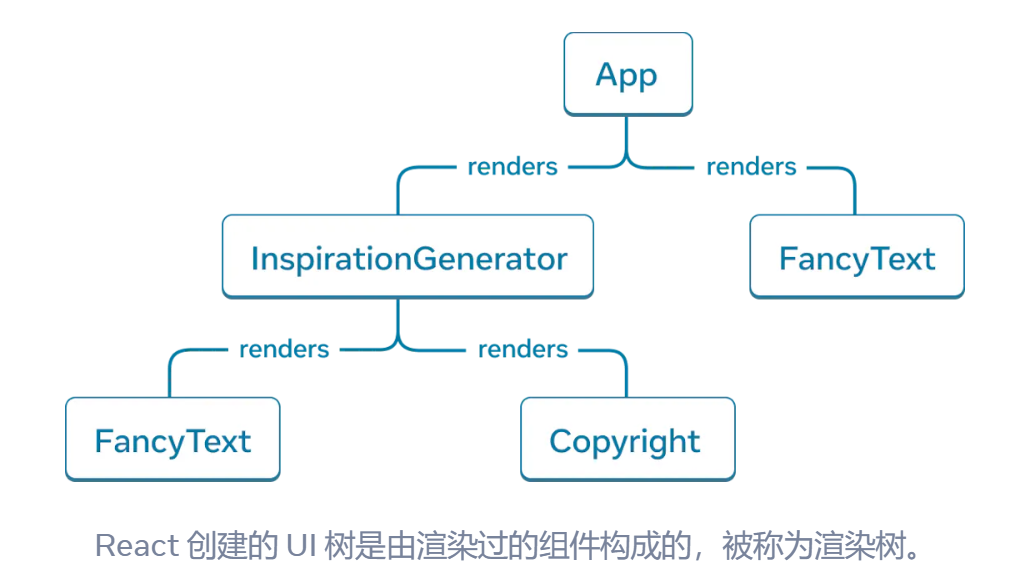 App
renders
renders
InspirationGenerator
FancyText
renders
renders
FancyText
Copyright
React 创建的 UI 树是由渲染过的组件构成的，被称为渲染树。